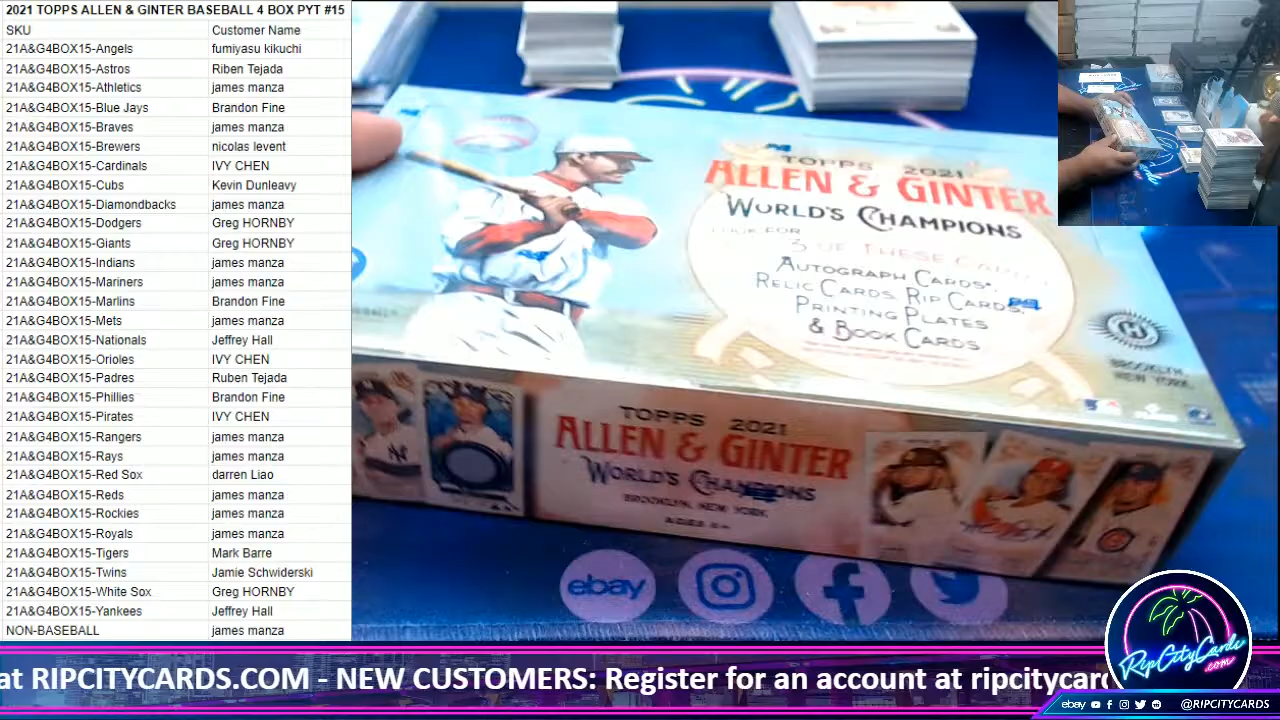 2021 TOPPS ALLEN & GINTER BASEBALL 4 BOX PYT #15
SKU Customer Name
21A&G4BOX15-Angels fumiyasu kikuchi
21A&G4BOX15-Astros Riben Tejada
21A&G4BOX15-Athletics james manza
21A&G4BOX15-Blue Jays Brandon Fine
21A&G4BOX15-Braves james manza
21A&G4BOX15-Brewers nicolas levent
21A&G4BOX15-Cardinals IVY CHEN
21A&G4BOX15-Cubs Kevin Dunleavy
21A&G4BOX15-Diamondbacks james manza
21A&G4BOX15-Dodgers Greg HORNBY
21A&G4BOX15-Giants Greg HORNBY
21A&G4BOX15-Indians james manza
21A&G4BOX15-Mariners james manza
21A&G4BOX15-Marlins Brandon Fine
21A&G4BOX15-Mets james manza
21A&G4BOX15-Nationals Jeffrey Hall
21A&G4BOX15-Orioles IVY CHEN
21A&G4BOX15-Padres Ruben Tejada
21A&G4BOX15-Phillies Brandon Fine
21A&G4BOX15-Pirates IVY CHEN
21A&G4BOX15-Rangers james manza
21A&G4BOX15-Rays james manza
21A&G4BOX15-Red Sox darren Liao
21A&G4BOX15-Reds james manza
21A&G4BOX15-Rockies james manza
21A&G4BOX15-Royals james manza
21A&G4BOX15-Tigers Mark Barre
21A&G4BOX15-Twins Jamie Schwiderski
21A&G4BOX15-White Sox Greg HORNBY
21A&G4BOX15-Yankees Jeffrey Hall
NON-BASEBALL james manza
TOPPS 2021
ALLEN & GINTER
WORLD'S CHAMPIONS
LOOK FOR
3 OF THESE
AUTOGRAPH CARDS*,
RELIC CARDS, RIP CARDS,
PRINTING PLATES
& BOOK CARDS
BROOKLYN,
NEW YORK
TOPPS 2021
ALLEN & GINTER
WORLD'S CHAMPIONS
BROOKLYN, NEW YORK
AGES
ebay
at RIPCITYCARDS.COM - NEW CUSTOMERS: Register for an account at ripcitycar
RipCityCards
.com
ebay @RIPCITYCARDS